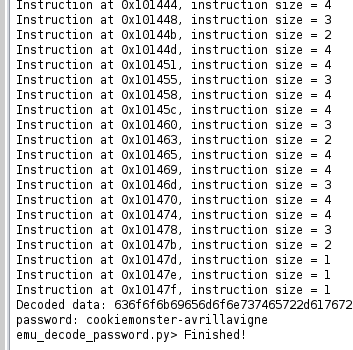 Instruction at 0x101444, instruction size = 4
Instruction at 0x101448, instruction size = 3
Instruction at 0x10144b, instruction size = 2
Instruction at 0x10144d, instruction size = 4
Instruction at 0x101451, instruction size = 4
Instruction at 0x101455, instruction size = 3
Instruction at 0x101458, instruction size = 4
Instruction at 0x10145c, instruction size = 4
Instruction at 0x101460, instruction size = 3
Instruction at 0x101463, instruction size = 2
Instruction at 0x101465, instruction size = 4
Instruction at 0x101469, instruction size = 4
Instruction at 0x10146d, instruction size = 3
Instruction at 0x101470, instruction size = 4
Instruction at 0x101474, instruction size = 4
Instruction at 0x101478, instruction size = 3
Instruction at 0x10147b, instruction size = 2
Instruction at 0x10147d, instruction size = 1
Instruction at 0x10147e, instruction size = 1
Instruction at 0x10147f, instruction size = 1
Decoded data: 636f6f6b69656d6f6e737465722d617672
password: cookiemonster-avrillavigne
emu_decode_password.py> Finished!